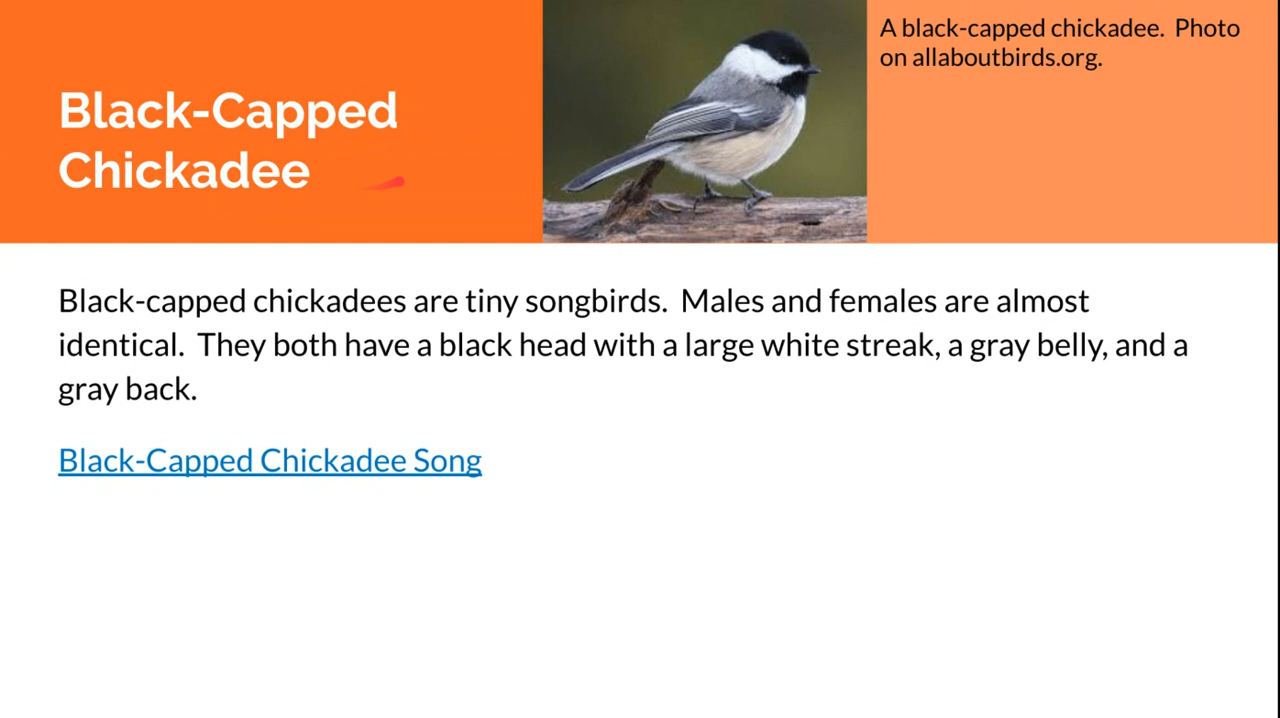 Black-Capped
Chickadee
A black-capped chickadee.  Photo
on allaboutbirds.org.
Black-capped chickadees are tiny songbirds.  Males and females are almost
identical.  They both have a black head with a large white streak, a gray belly, and a
gray back.
Black-Capped Chickadee Song